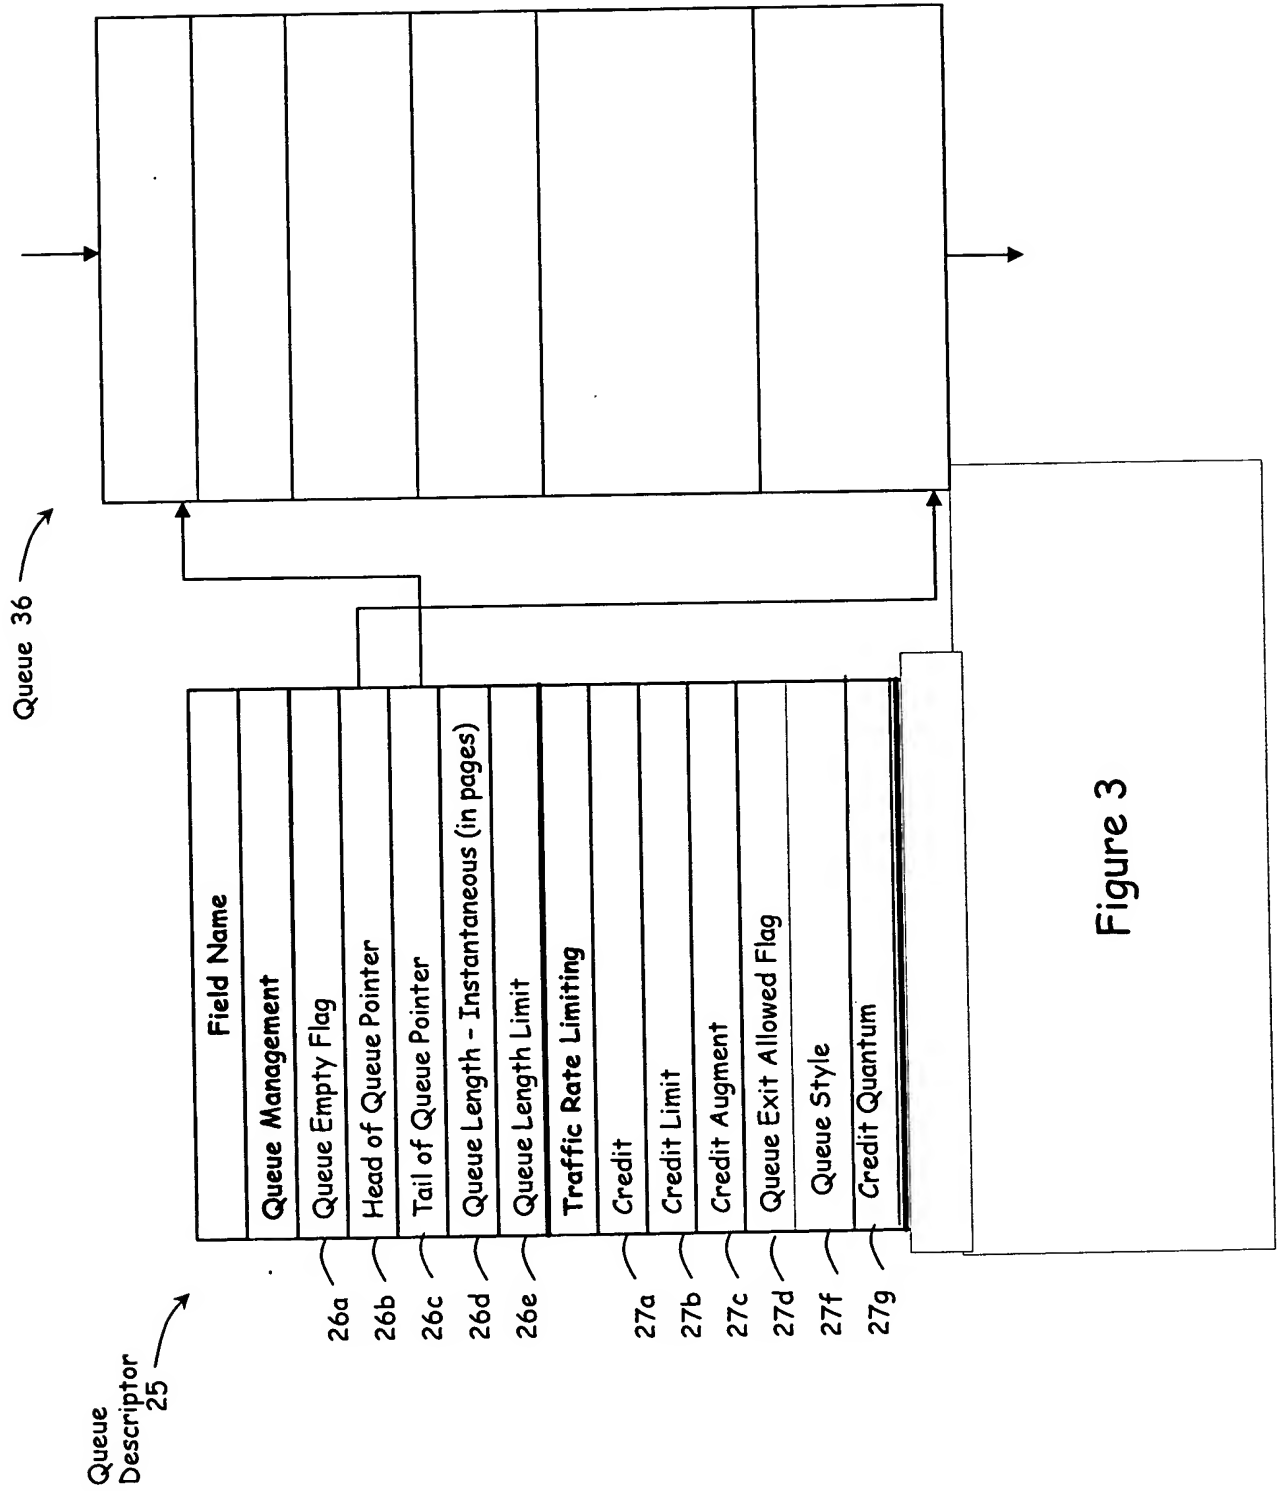 Queue
Descriptor
25
Queue 36
Field Name
Queue Management
26a Queue Empty Flag
26b Head of Queue Pointer
26c Tail of Queue Pointer
26d Queue Length - Instantaneous (in pages)
26e Queue Length Limit
Traffic Rate Limiting
27a Credit
27b Credit Limit
27c Credit Augment
27d Queue Exit Allowed Flag
27f Queue Style
27g Credit Quantum
Figure 3